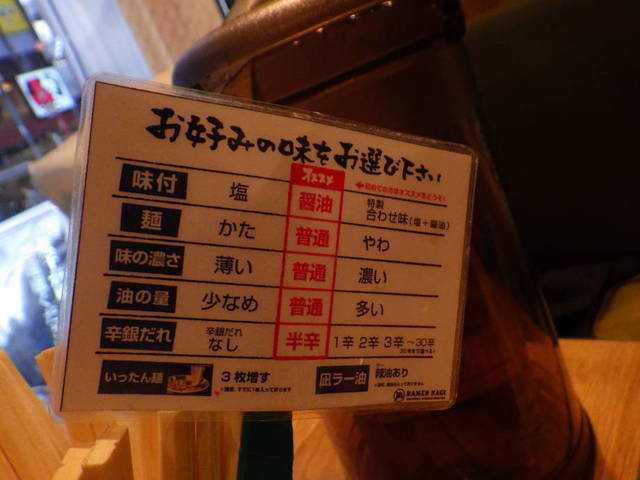 お好みの味をお選び下さい
オススメ ←初めての方はオススメをどうぞ!
味付 塩 醤油 特製 合わせ味(塩+醤油)
麺 かた 普通 やわ
味の濃さ 薄い 普通 濃い
油の量 少なめ 普通 多い
辛銀だれ 辛銀だれなし 半辛 1辛 2辛 3辛 ~30辛
いったん麺 3枚増す 凪ラー油 辣油あり
RAMEN NAGI